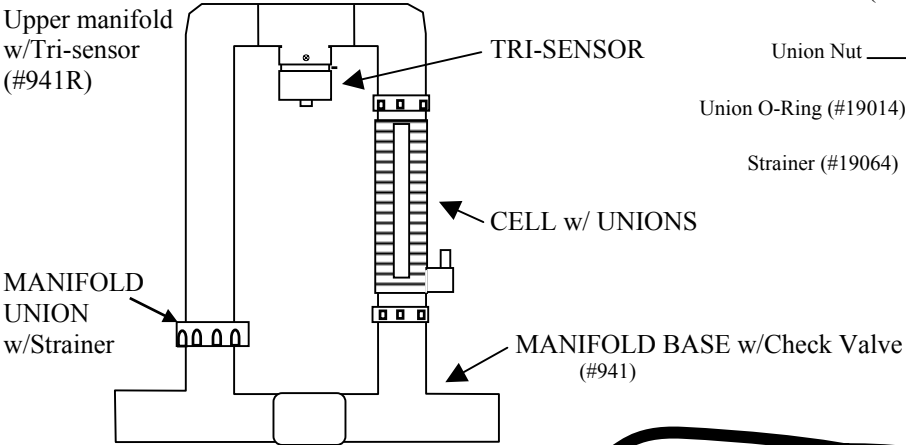 Upper manifold
w/Tri-sensor
(#941R)
TRI-SENSOR
Union Nut
Union O-Ring (#19014)
Strainer (#19064)
CELL w/ UNIONS
MANIFOLD
UNION
w/Strainer
MANIFOLD BASE w/Check Valve
(#941)